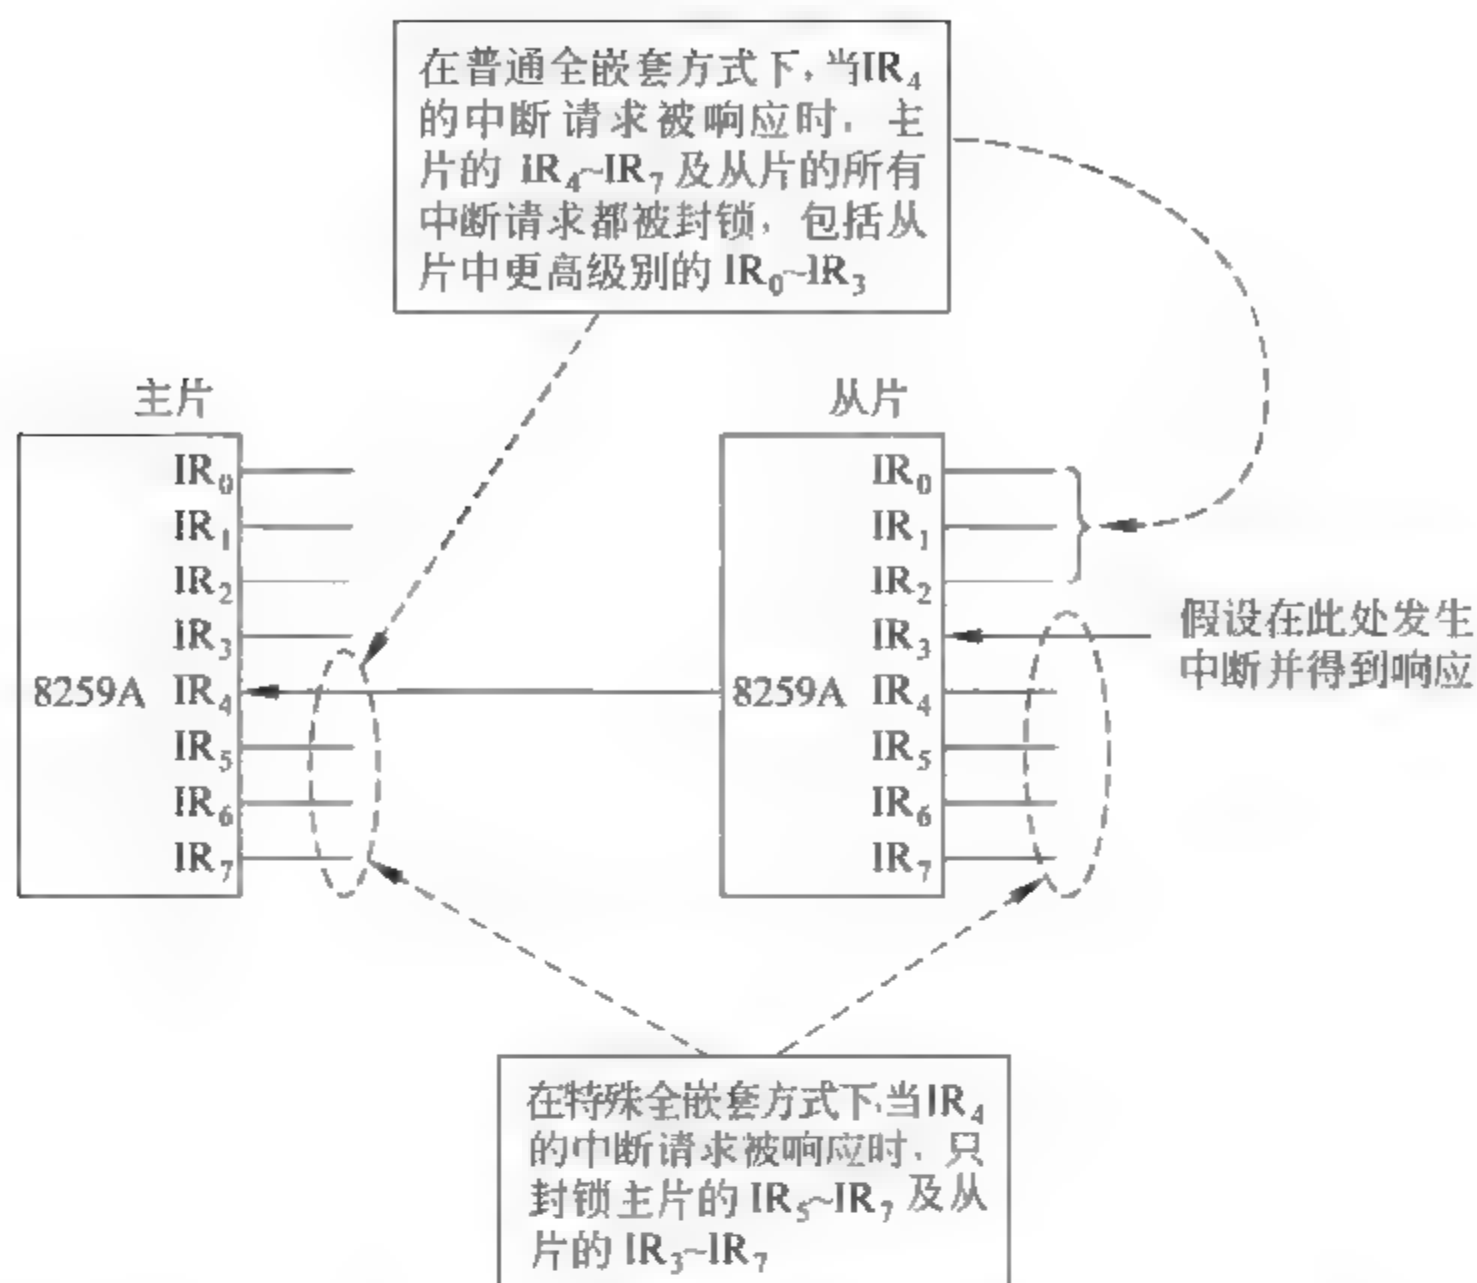 在普通全嵌套方式下,当IR₄
的中断请求被响应时,主
片的 IR₄~IR₇ 及从片的所有
中断请求都被封锁,包括从
片中更高级别的 IR₀~IR₃
主片
从片
IR₀
IR₁
IR₂
IR₃
8259A IR₄
IR₅
IR₆
IR₇
IR₀
IR₁
IR₂
IR₃
8259A IR₄
IR₅
IR₆
IR₇
假设在此处发生
中断并得到响应
在特殊全嵌套方式下,当IR₄
的中断请求被响应时,只
封锁主片的 IR₅~IR₇ 及从
片的 IR₃~IR₇